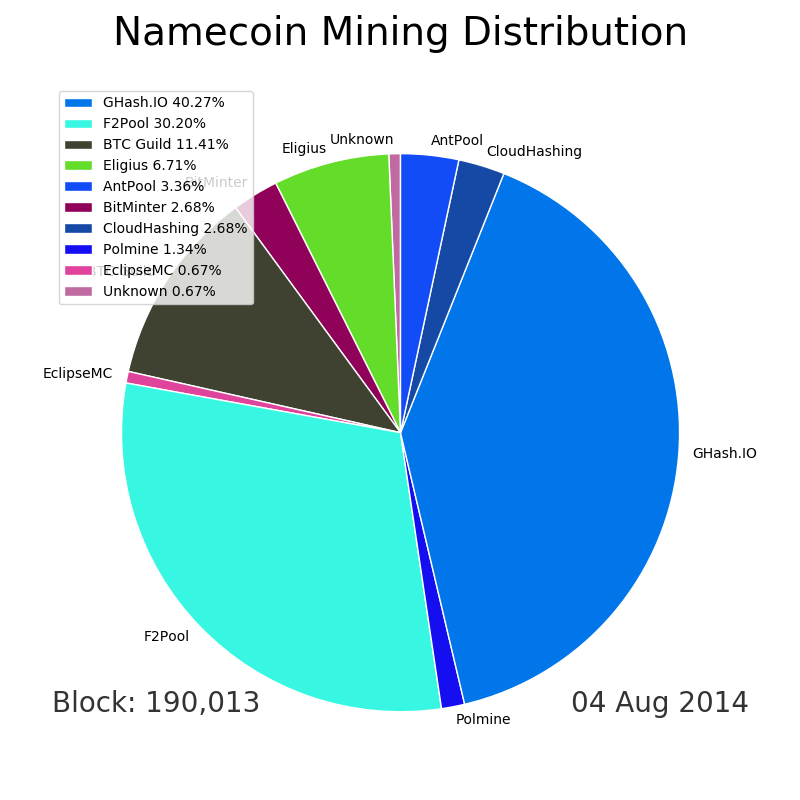 Namecoin Mining Distribution
GHash.IO 40.27%
F2Pool 30.20%
BTC Guild 11.41%
Eligius 6.71%
AntPool 3.36%
BitMinter 2.68%
CloudHashing 2.68%
Polmine 1.34%
EclipseMC 0.67%
Unknown 0.67%
Unknown
AntPool
Eligius
CloudHashing
BitMinter
EclipseMC
GHash.IO
F2Pool
Block: 190,013
04 Aug 2014
Polmine